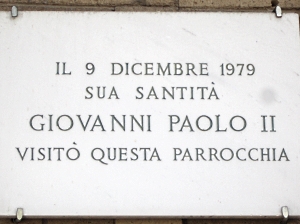 IL 9 DICEMBRE 1979
SUA SANTITÀ
GIOVANNI PAOLO II
VISITÒ QUESTA PARROCCHIA